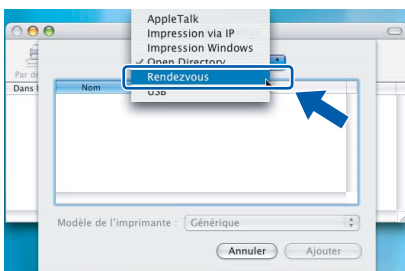 AppleTalk
Impression via IP
Impression Windows
✓ Open Directory
Rendezvous
USB
Par dé
Dans l
Nom
Modèle de l'imprimante :
Générique
Annuler
Ajouter